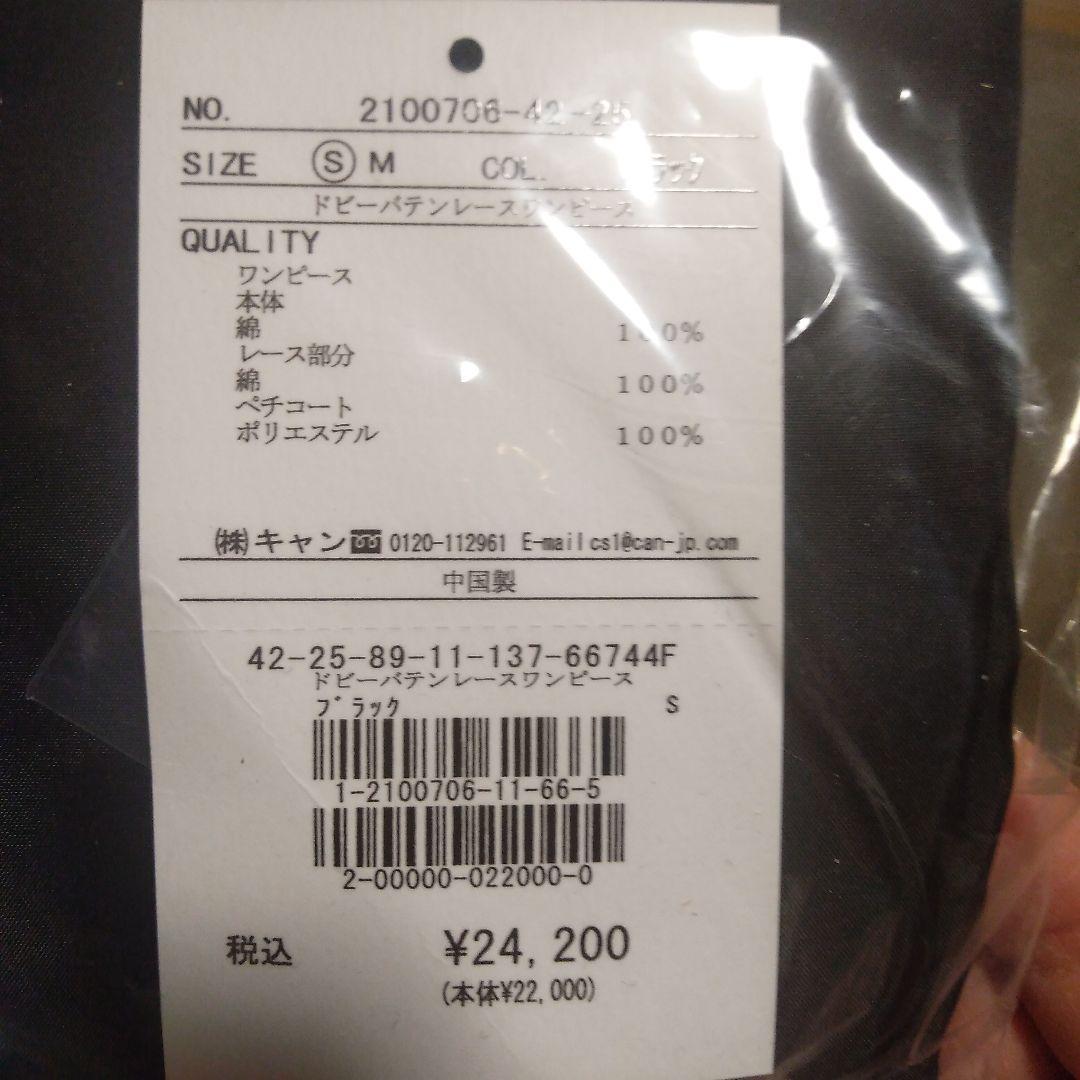 NO. 2100706-42-25
SIZE Ⓢ M COL. ラック
ドビーバテンレースワンピース
QUALITY
ワンピース
本体
綿 100%
レース部分
綿 100%
ペチコート
ポリエステル 100%
㈱キャン 0120-112961 E-mail cs1@can-jp.com
中国製
42-25-89-11-137-66744F
ドビーバテンレースワンピース
ブラック S
1-2100706-11-66-5
2-00000-022000-0
税込 ¥24,200
(本体¥22,000)